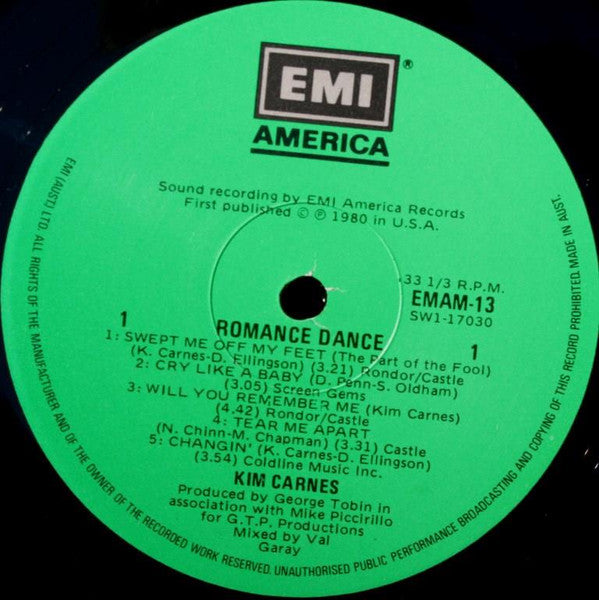 EMI
®
AMERICA
Sound recording by EMI America Records
First published © ℗ 1980 in U.S.A.
33 1/3 R.P.M.
EMAM-13
SW1-17030
1
ROMANCE DANCE
1
1: SWEPT ME OFF MY FEET (The Part of the Fool)
(K. Carnes-D. Ellingson) (3.21) Rondor/Castle
2: CRY LIKE A BABY (D. Penn-S. Oldham)
(3.05) Screen Gems
3: WILL YOU REMEMBER ME (Kim Carnes)
(4.42) Rondor/Castle
4: TEAR ME APART
(N. Chinn-M. Chapman) (3.31) Castle
5: CHANGIN' (K. Carnes-D. Ellingson)
(3.54) Coldline Music Inc.
KIM CARNES
Produced by George Tobin in
association with Mike Piccirillo
for G.T.P. Productions
Mixed by Val
Garay
EMI (AUST) LTD. ALL RIGHTS OF THE MANUFACTURER AND OF THE OWNER OF THE RECORDED WORK RESERVED. UNAUTHORISED PUBLIC PERFORMANCE BROADCASTING AND COPYING OF THIS RECORD PROHIBITED. MADE IN AUST.